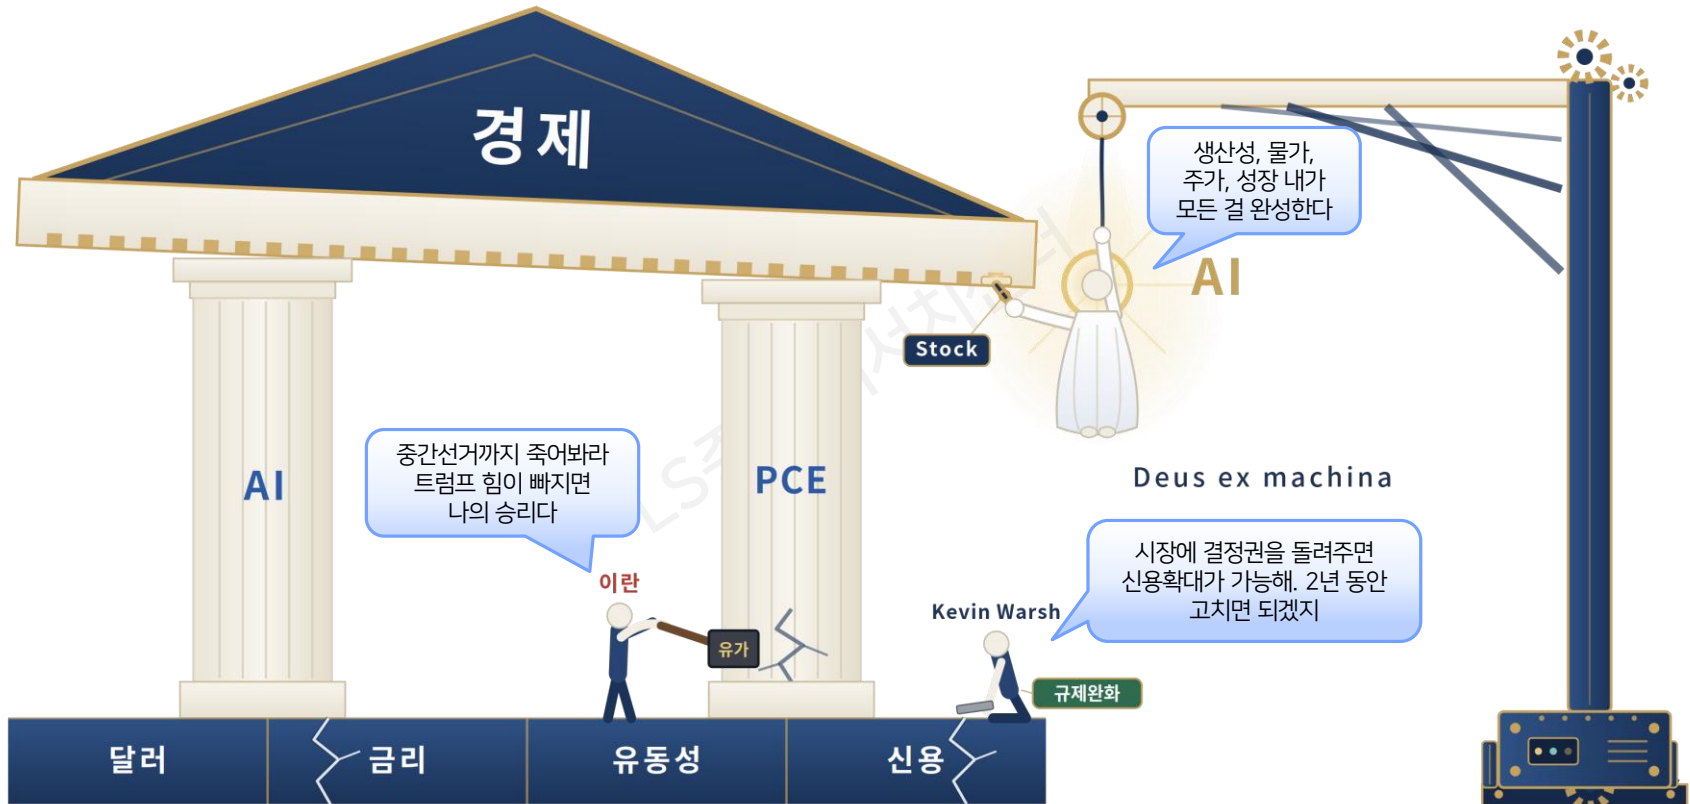 경제
생산성, 물가,
주가, 성장 내가
모든 걸 완성한다
AI
Stock
중간선거까지 죽어봐라
트럼프 힘이 빠지면
나의 승리다
AI
PCE
Deus ex machina
시장에 결정권을 돌려주면
신용확대가 가능해. 2년 동안
고치면 되겠지
이란
Kevin Warsh
유가
규제완화
달러
금리
유동성
신용